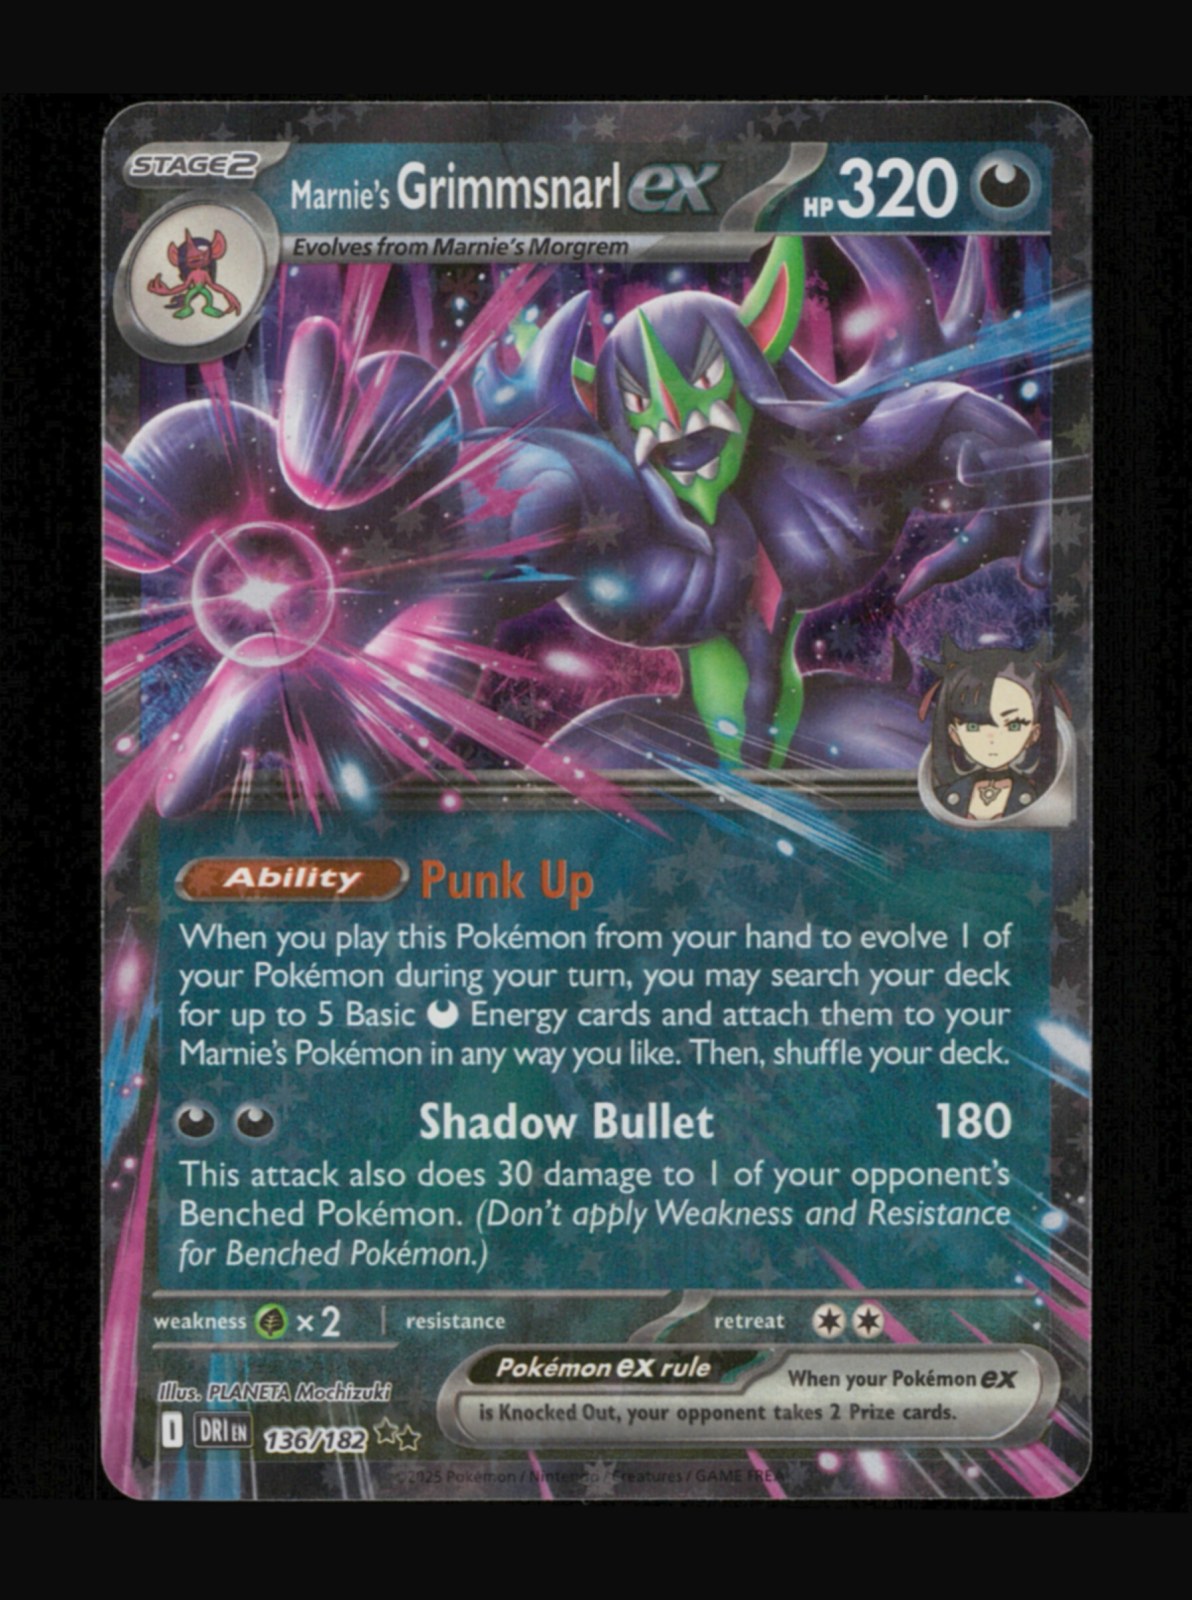 STAGE2
Marnie's Grimmsnarl ex
HP 320
Evolves from Marnie's Morgrem
Ability Punk Up
When you play this Pokémon from your hand to evolve 1 of
your Pokémon during your turn, you may search your deck
for up to 5 Basic Energy cards and attach them to your
Marnie's Pokémon in any way you like. Then, shuffle your deck.
Shadow Bullet 180
This attack also does 30 damage to 1 of your opponent's
Benched Pokémon. (Don't apply Weakness and Resistance
for Benched Pokémon.)
weakness ×2 resistance retreat
Pokémon ex rule
When your Pokémon ex
is Knocked Out, your opponent takes 2 Prize cards.
Illus. PLANETA Mochizuki
I DRI EN 136/182
©2025 Pokémon / Nintendo / Creatures / GAME FREAK